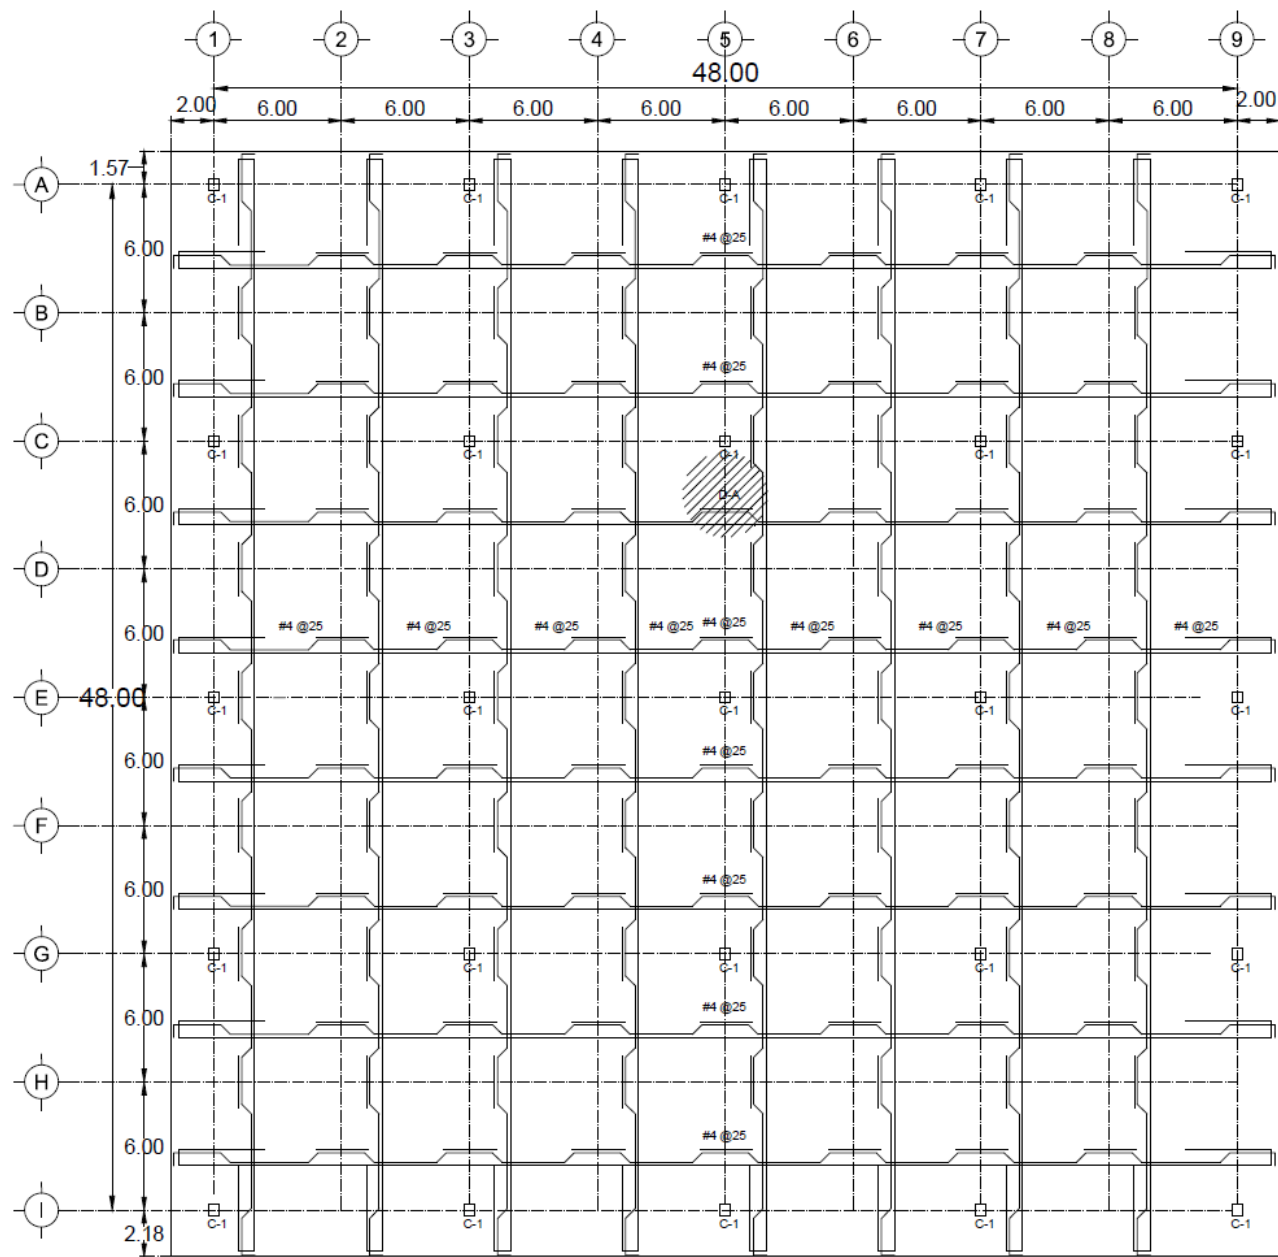 1 2 3 4 5 6 7 8 9
48.00
2.00 6.00 6.00 6.00 6.00 6.00 6.00 6.00 6.00 2.00
1.57
A
C-1 C-1 C-1 C-1 C-1
6.00 #4 @25
B
6.00 #4 @25
C
C-1 C-1 C-1 C-1 C-1
6.00 D-A
D
6.00 #4 @25 #4 @25 #4 @25 #4 @25 #4 @25 #4 @25 #4 @25 #4 @25 #4 @25
E 48.00
C-1 C-1 C-1 C-1 C-1
6.00 #4 @25
F
6.00 #4 @25
G
C-1 C-1 C-1 C-1 C-1
6.00 #4 @25
H
6.00 #4 @25
I
C-1 C-1 C-1 C-1 C-1
2.18